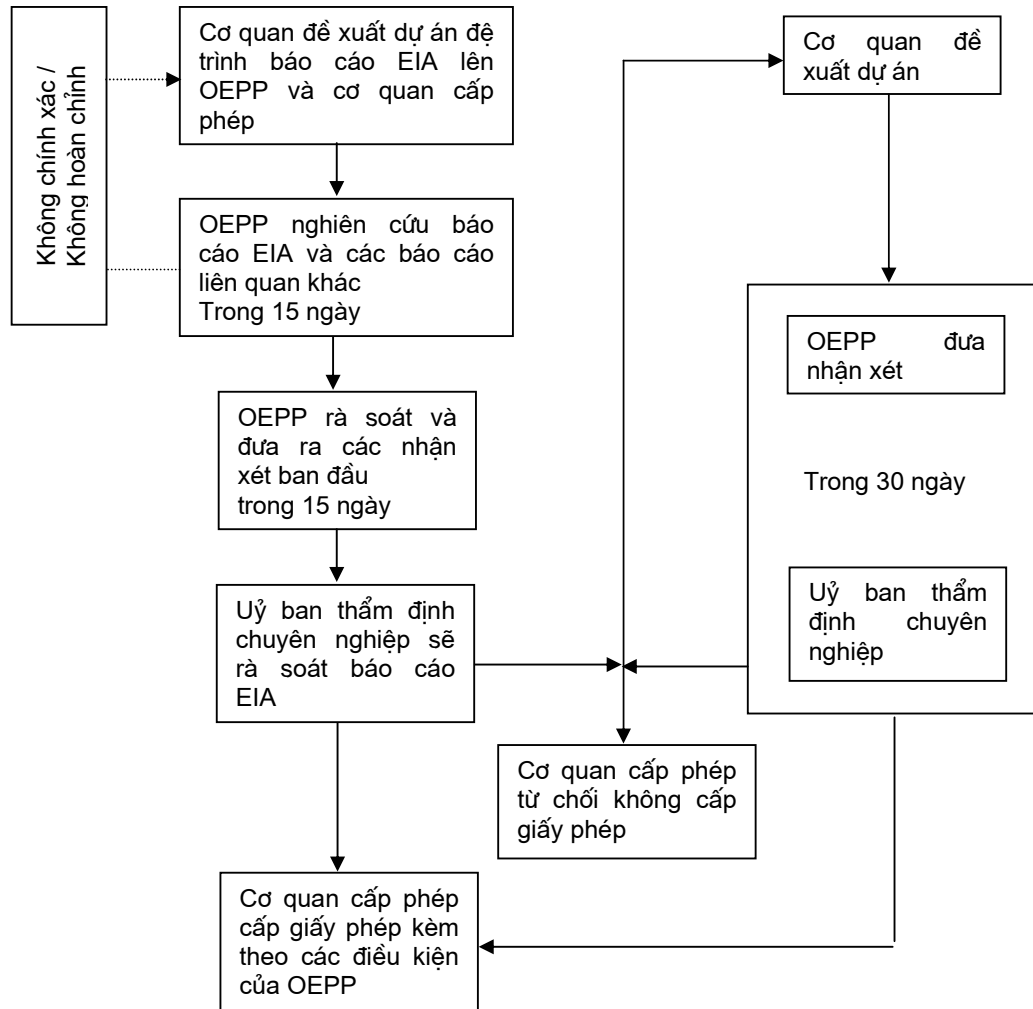 Không chính xác /
Không hoàn chỉnh
Cơ quan đề xuất dự án đệ
trình báo cáo EIA lên
OEPP và cơ quan cấp
phép
OEPP nghiên cứu báo
cáo EIA và các báo cáo
liên quan khác
Trong 15 ngày
OEPP rà soát và
đưa ra các nhận
xét ban đầu
trong 15 ngày
Uỷ ban thẩm định
chuyên nghiệp sẽ
rà soát báo cáo
EIA
Cơ quan cấp phép
cấp giấy phép kèm
theo các điều kiện
của OEPP
Cơ quan cấp phép
từ chối không cấp
giấy phép
Cơ quan đề
xuất dự án
OEPP đưa
nhận xét
Trong 30 ngày
Uỷ ban thẩm
định chuyên
nghiệp